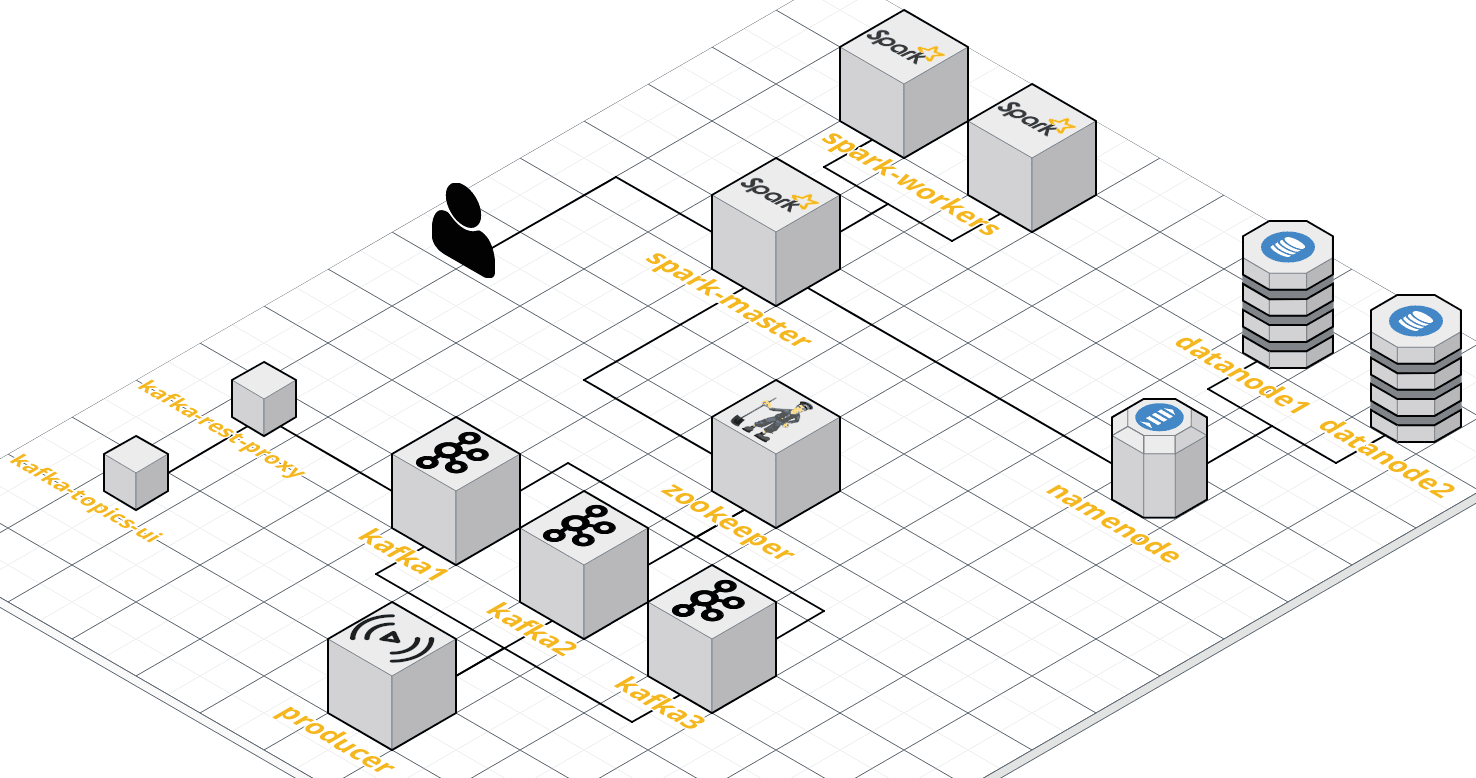 Spark
Spark
spark-workers
Spark
spark-master
datanode1
datanode2
namenode
kafka-rest-proxy
kafka-topics-ui
zookeeper
kafka1
kafka2
kafka3
producer